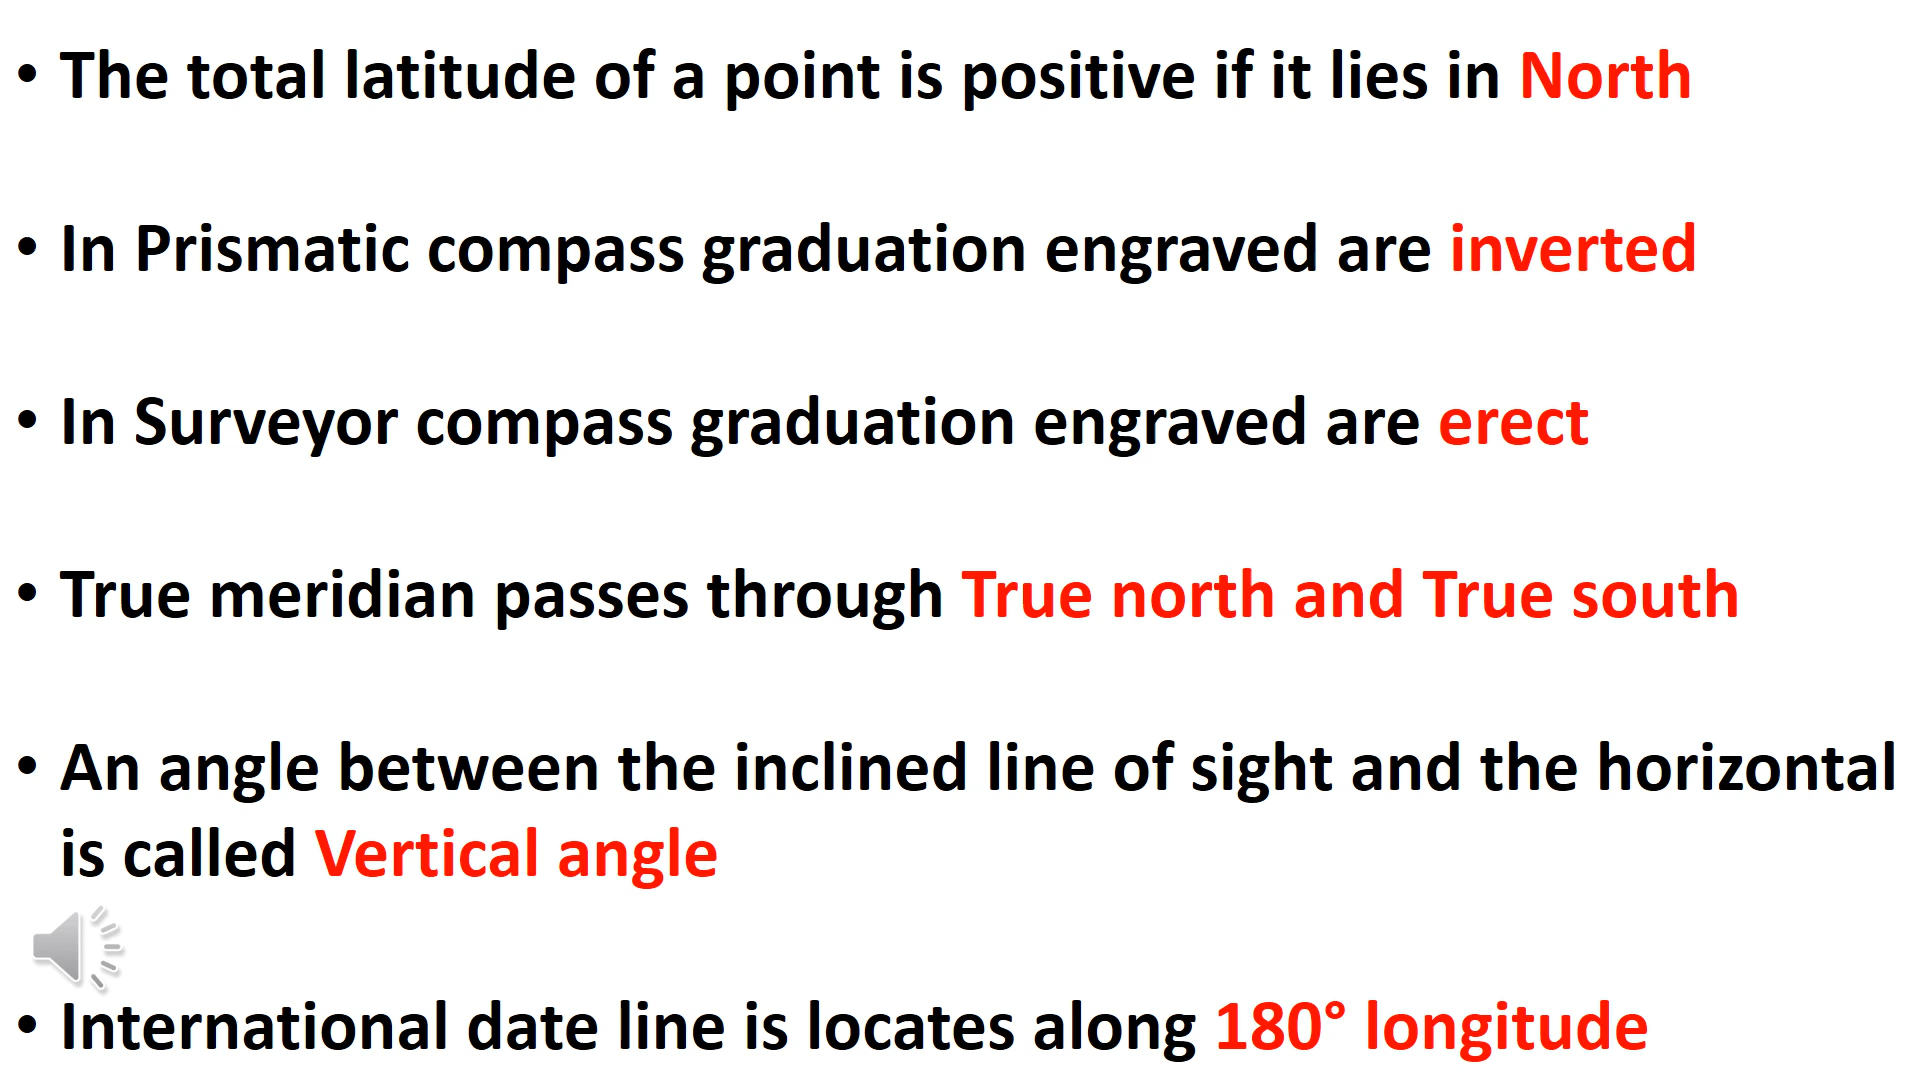 • The total latitude of a point is positive if it lies in North
• In Prismatic compass graduation engraved are inverted
• In Surveyor compass graduation engraved are erect
• True meridian passes through True north and True south
• An angle between the inclined line of sight and the horizontal
is called Vertical angle
• International date line is locates along 180° longitude